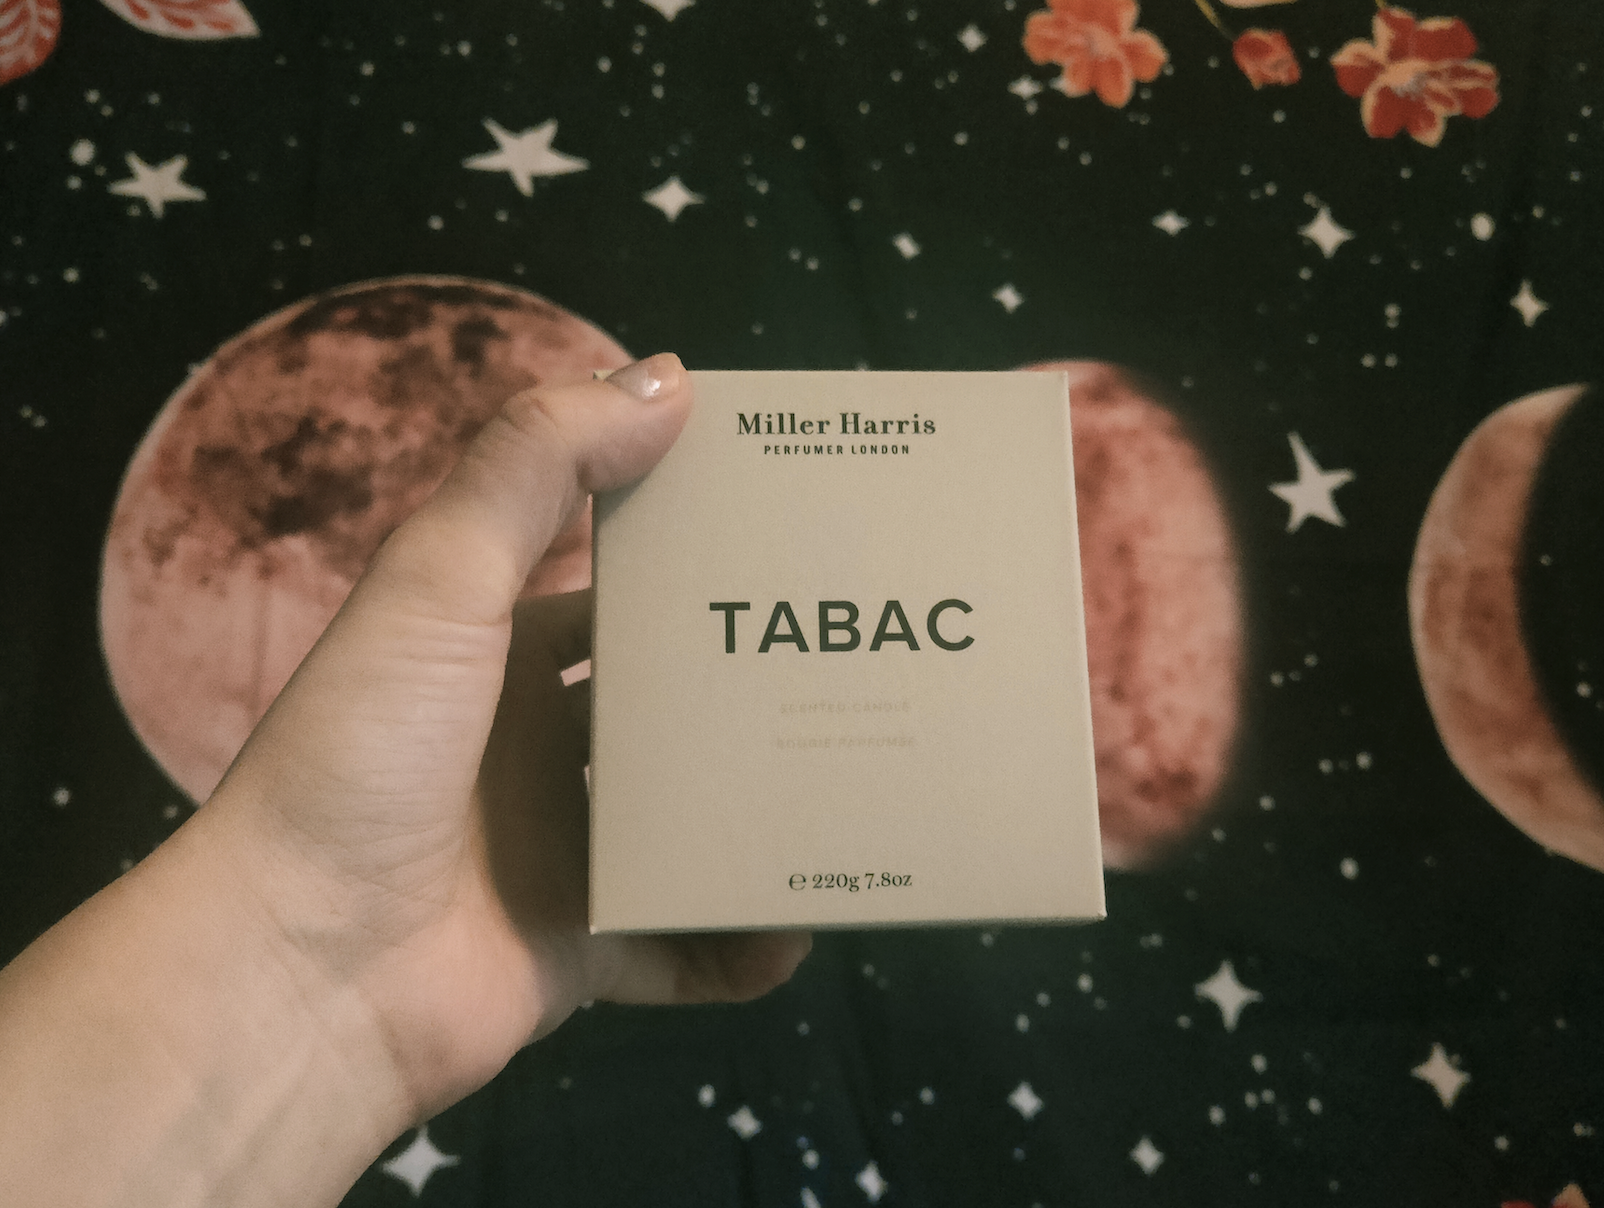 Miller Harris
PERFUMER LONDON
TABAC
SCENTED CANDLE
BOUGIE PARFUMÉE
℮ 220g 7.8oz